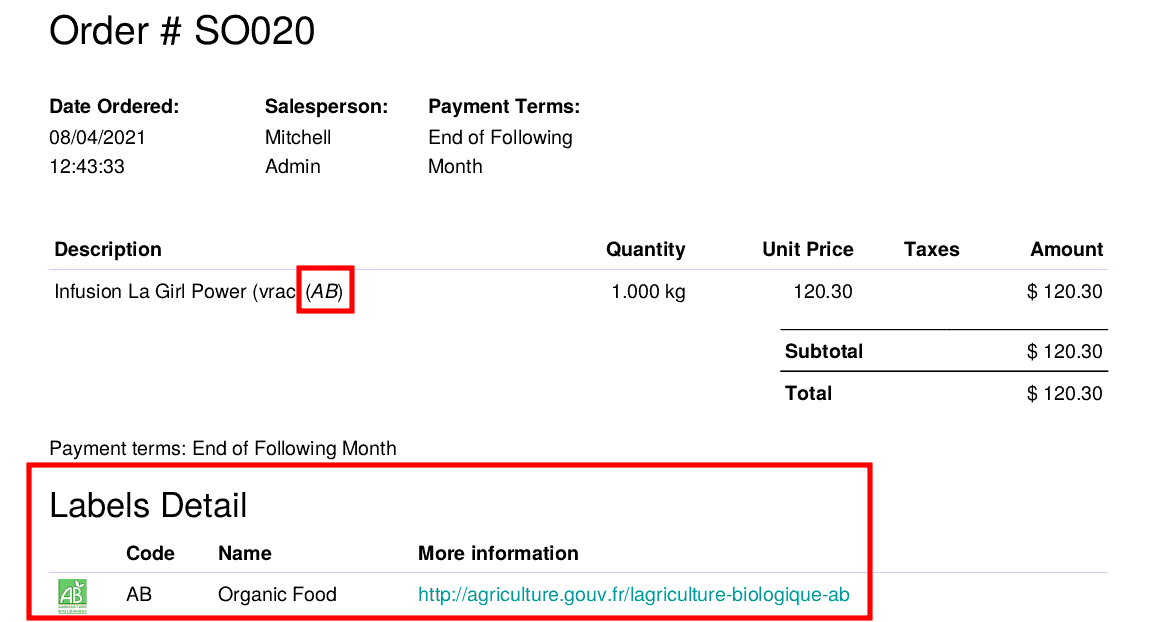 Order # SO020
Date Ordered: Salesperson: Payment Terms:
08/04/2021 Mitchell End of Following
12:43:33 Admin Month
Description Quantity Unit Price Taxes Amount
Infusion La Girl Power (vrac (AB) 1.000 kg 120.30 $ 120.30
Subtotal $ 120.30
Total $ 120.30
Payment terms: End of Following Month
Labels Detail
Code Name More information
AB AB Organic Food http://agriculture.gouv.fr/lagriculture-biologique-ab
AGRICULTURE
BIOLOGIQUE